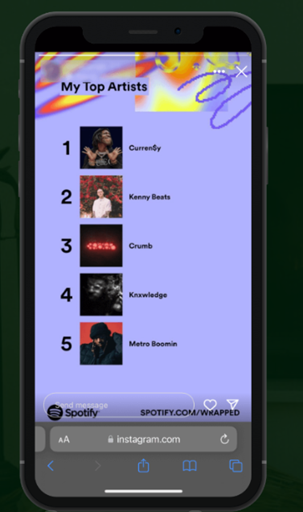 My Top Artists
1 Curren$y
2 Kenny Beats
3 Crumb
4 Knxwledge
5 Metro Boomin
Send message
Spotify SPOTIFY.COM/WRAPPED
AA instagram.com